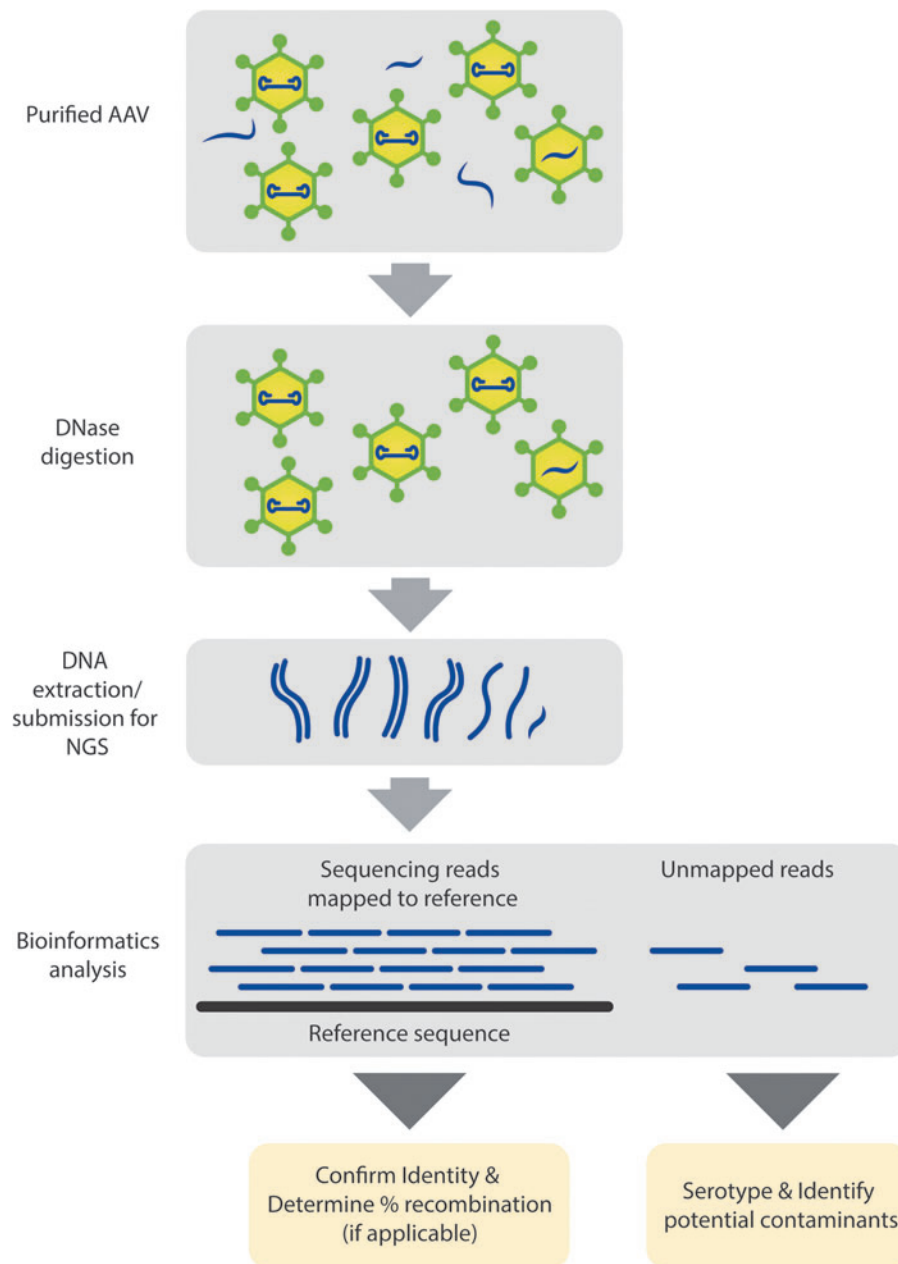 Purified AAV
DNase
digestion
DNA
extraction/
submission for
NGS
Bioinformatics
analysis
Sequencing reads
mapped to reference
Unmapped reads
Reference sequence
Confirm Identity &
Determine % recombination
(if applicable)
Serotype & Identify
potential contaminants